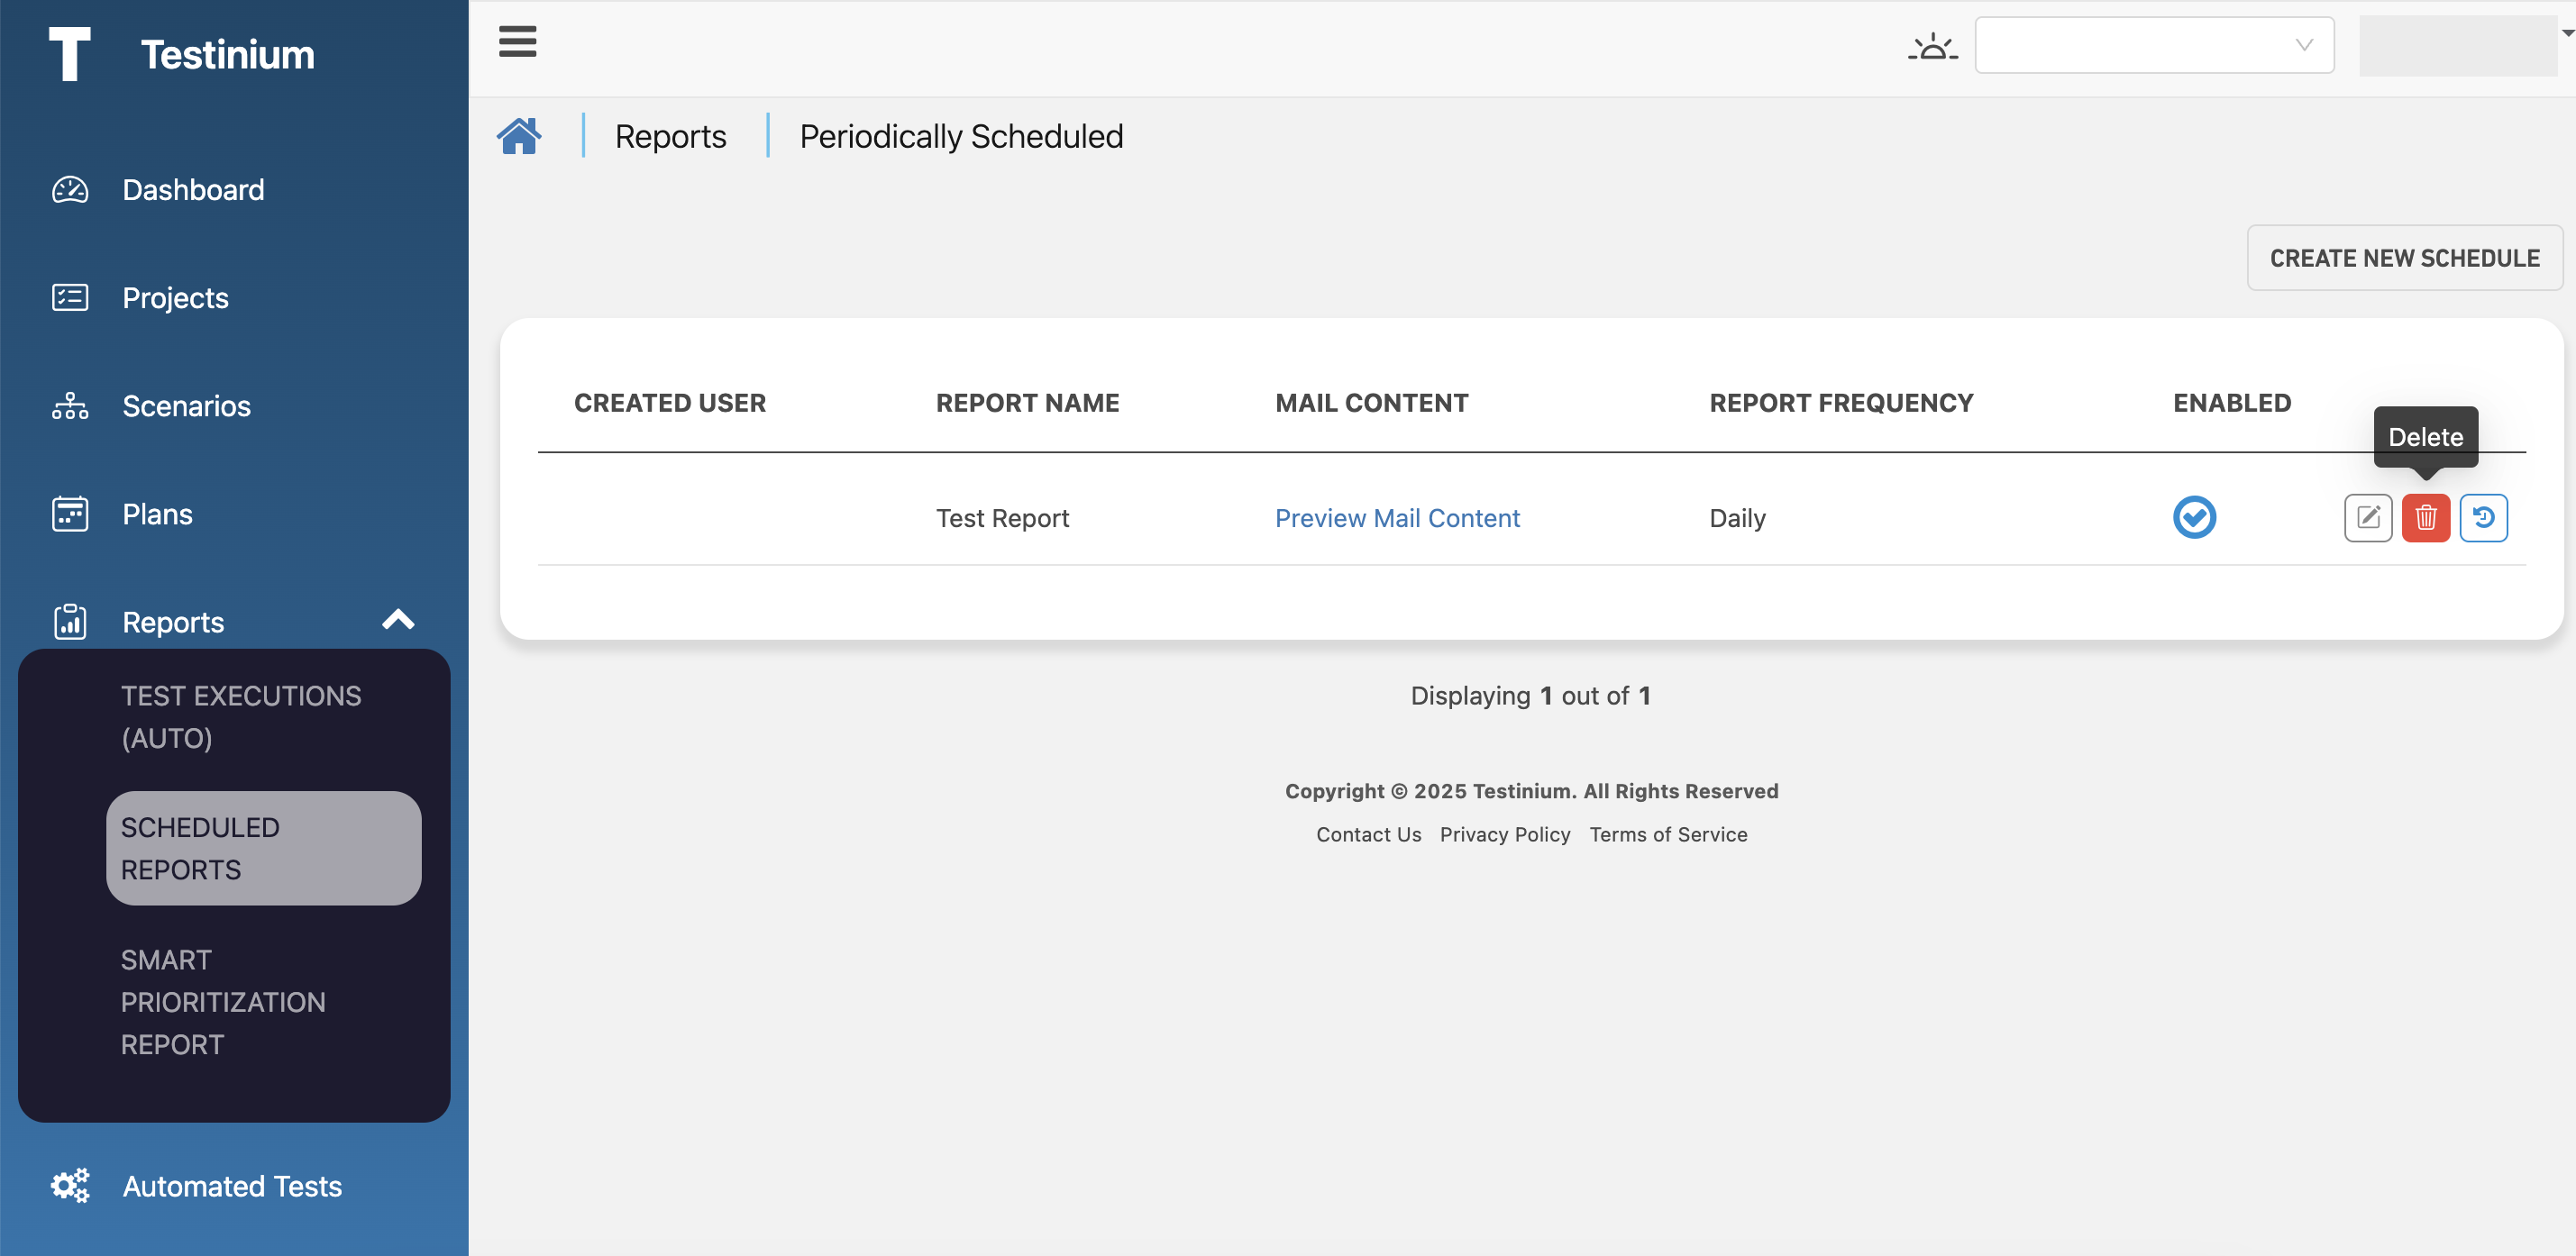 Testinium
Dashboard
Projects
Scenarios
Plans
Reports
TEST EXECUTIONS
(AUTO)
SCHEDULED
REPORTS
SMART
PRIORITIZATION
REPORT
Automated Tests
Reports
Periodically Scheduled
CREATE NEW SCHEDULE
CREATED USER REPORT NAME MAIL CONTENT REPORT FREQUENCY ENABLED
Delete
Test Report Preview Mail Content Daily
Displaying 1 out of 1
Copyright © 2025 Testinium. All Rights Reserved
Contact Us Privacy Policy Terms of Service